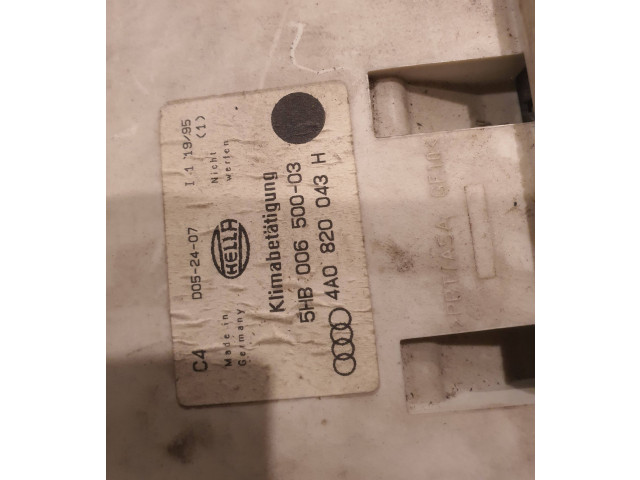 C4 D05-24-07 I.1 '19/95
Made in Germany
Nicht werfen (1)
HELLA
Klimabetätigung
5HB 006 500-03
4A0 820 043 H